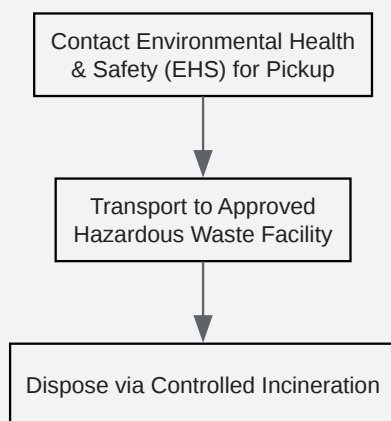 Contact Environmental Health
& Safety (EHS) for Pickup
Transport to Approved
Hazardous Waste Facility
Dispose via Controlled Incineration